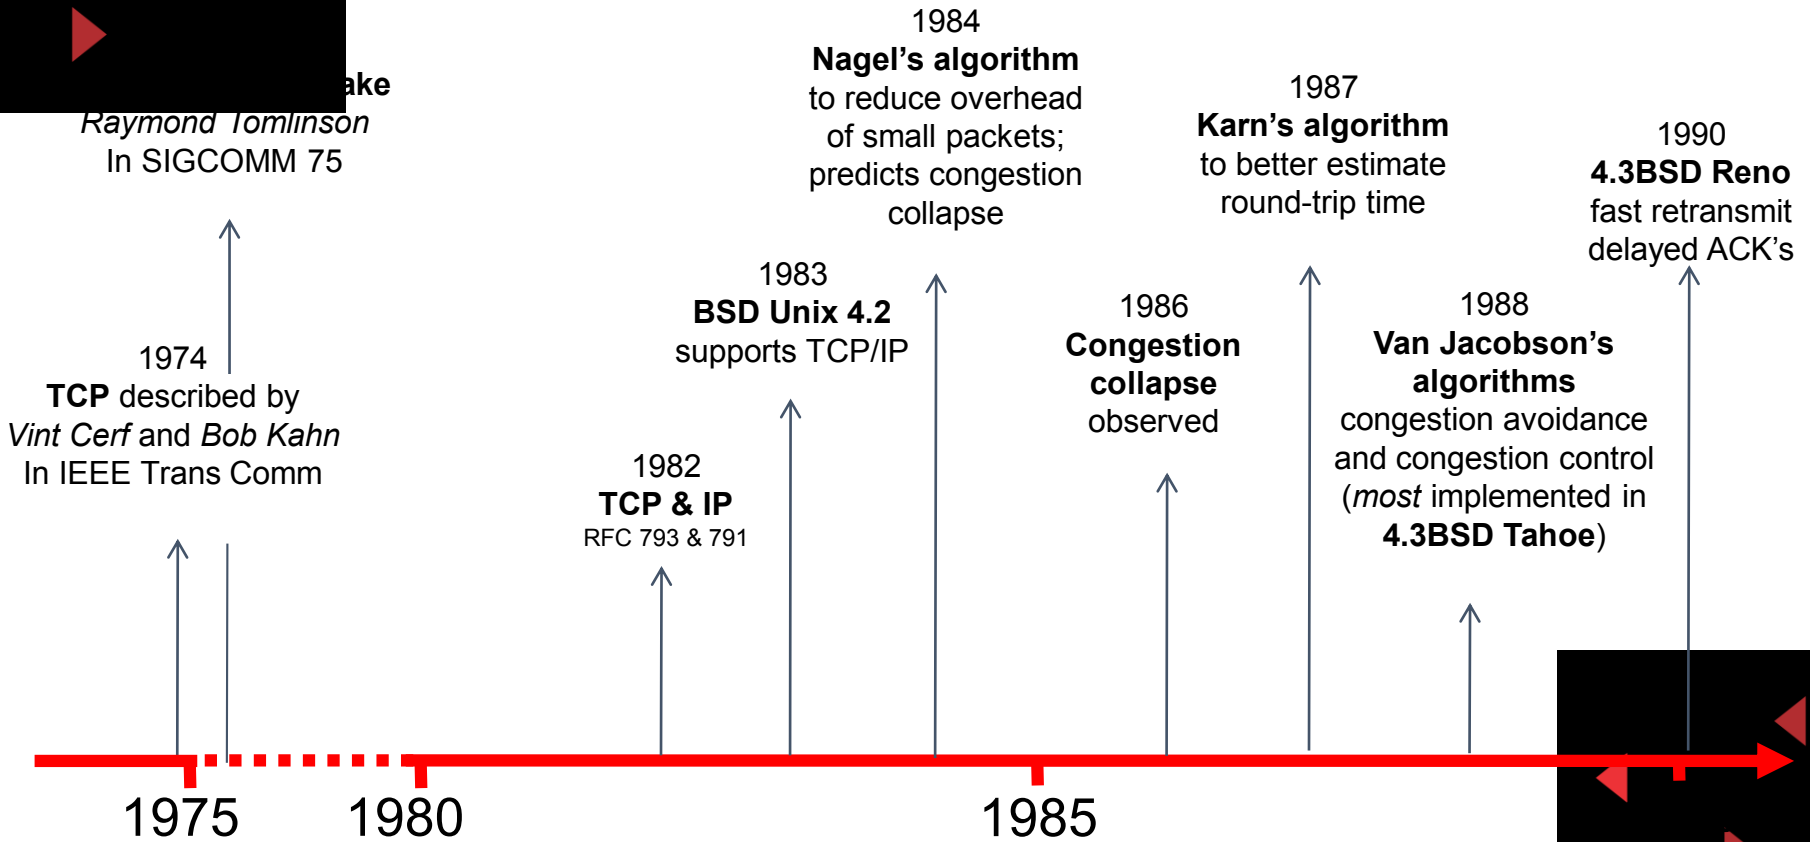 ake
Raymond Tomlinson
In SIGCOMM 75
1974
TCP described by
Vint Cerf and Bob Kahn
In IEEE Trans Comm
1982
TCP & IP
RFC 793 & 791
1983
BSD Unix 4.2
supports TCP/IP
1984
Nagel’s algorithm
to reduce overhead
of small packets;
predicts congestion
collapse
1986
Congestion
collapse
observed
1987
Karn’s algorithm
to better estimate
round-trip time
1988
Van Jacobson’s
algorithms
congestion avoidance
and congestion control
(most implemented in
4.3BSD Tahoe)
1990
4.3BSD Reno
fast retransmit
delayed ACK’s
1975
1980
1985